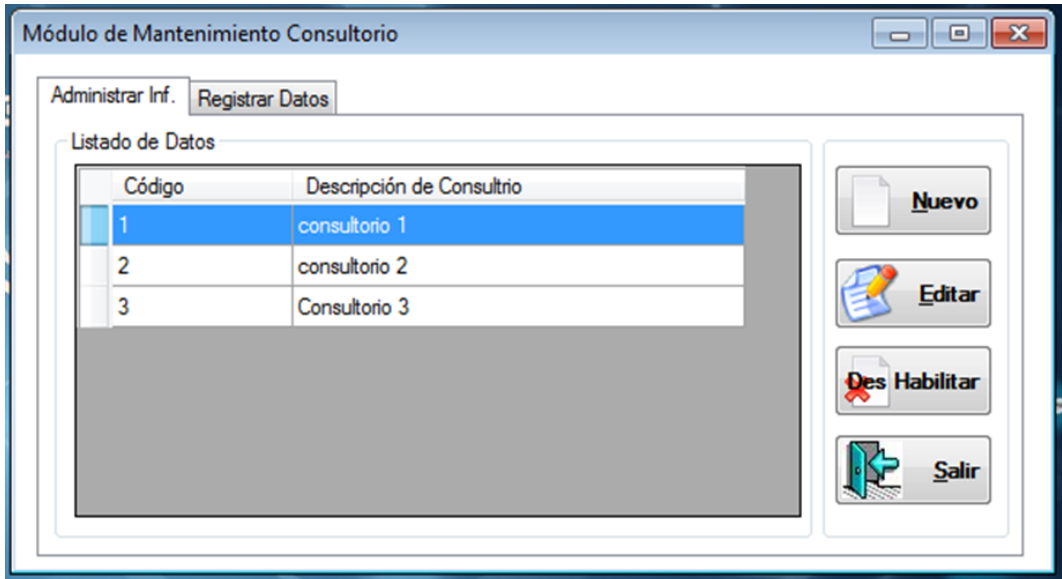 Módulo de Mantenimiento Consultorio
Administrar Inf.
Registrar Datos
Listado de Datos
Código Descripción de Consultrio
1 consultorio 1
2 consultorio 2
3 Consultorio 3
Nuevo
Editar
Des Habilitar
Salir